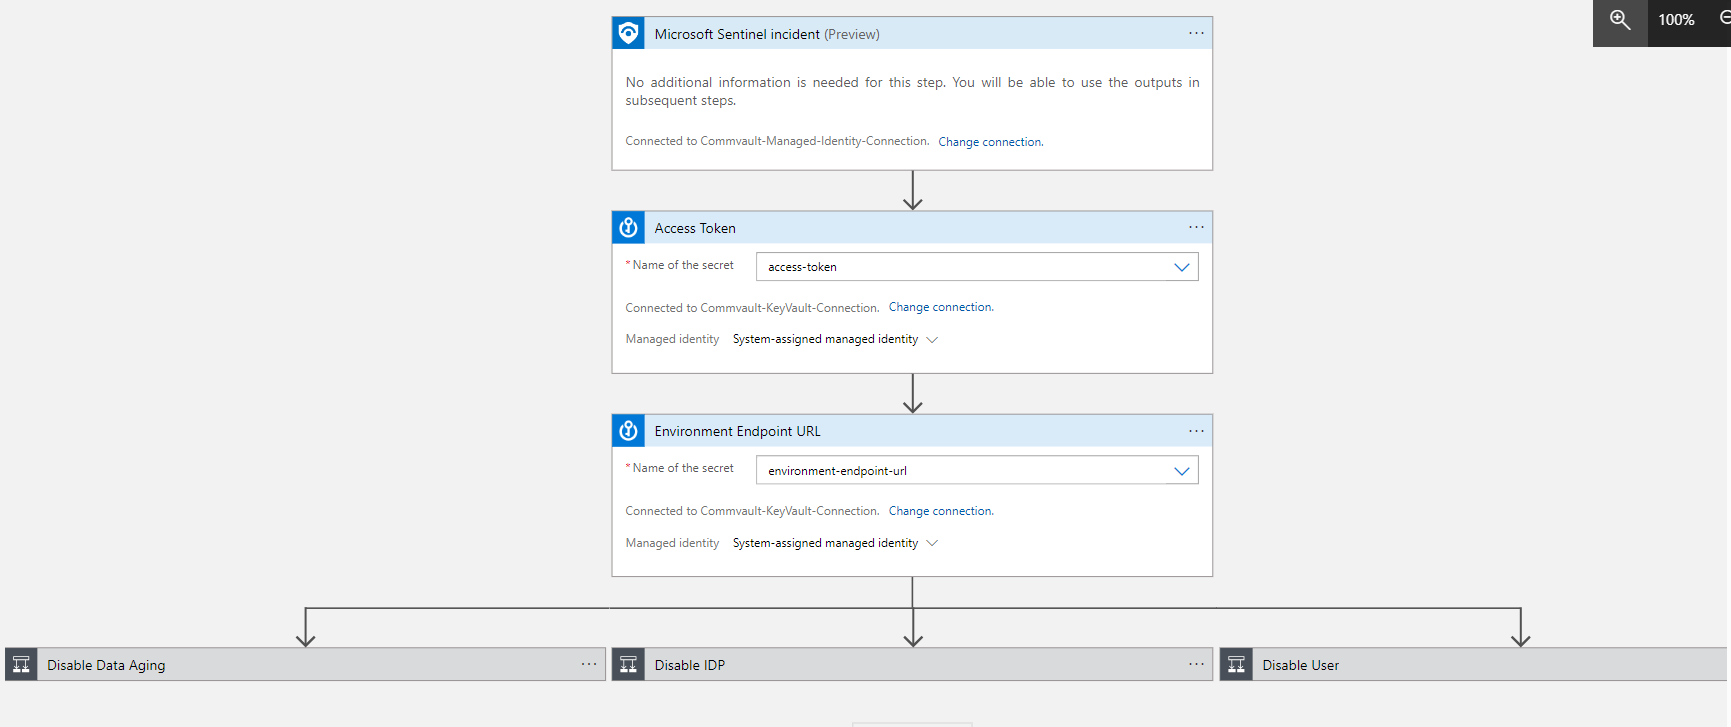 100%
Microsoft Sentinel incident (Preview)
No additional information is needed for this step. You will be able to use the outputs in
subsequent steps.
Connected to Commvault-Managed-Identity-Connection. Change connection.
Access Token
*Name of the secret access-token
Connected to Commvault-KeyVault-Connection. Change connection.
Managed identity System-assigned managed identity
Environment Endpoint URL
*Name of the secret environment-endpoint-url
Connected to Commvault-KeyVault-Connection. Change connection.
Managed identity System-assigned managed identity
Disable Data Aging
Disable IDP
Disable User